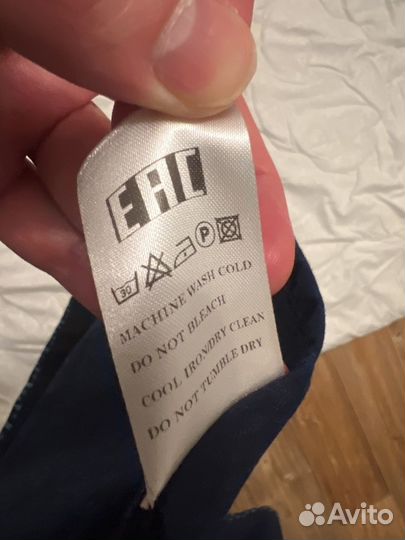 EAC
30 P
MACHINE WASH COLD
DO NOT BLEACH
COOL IRON/DRY CLEAN
DO NOT TUMBLE DRY
Avito